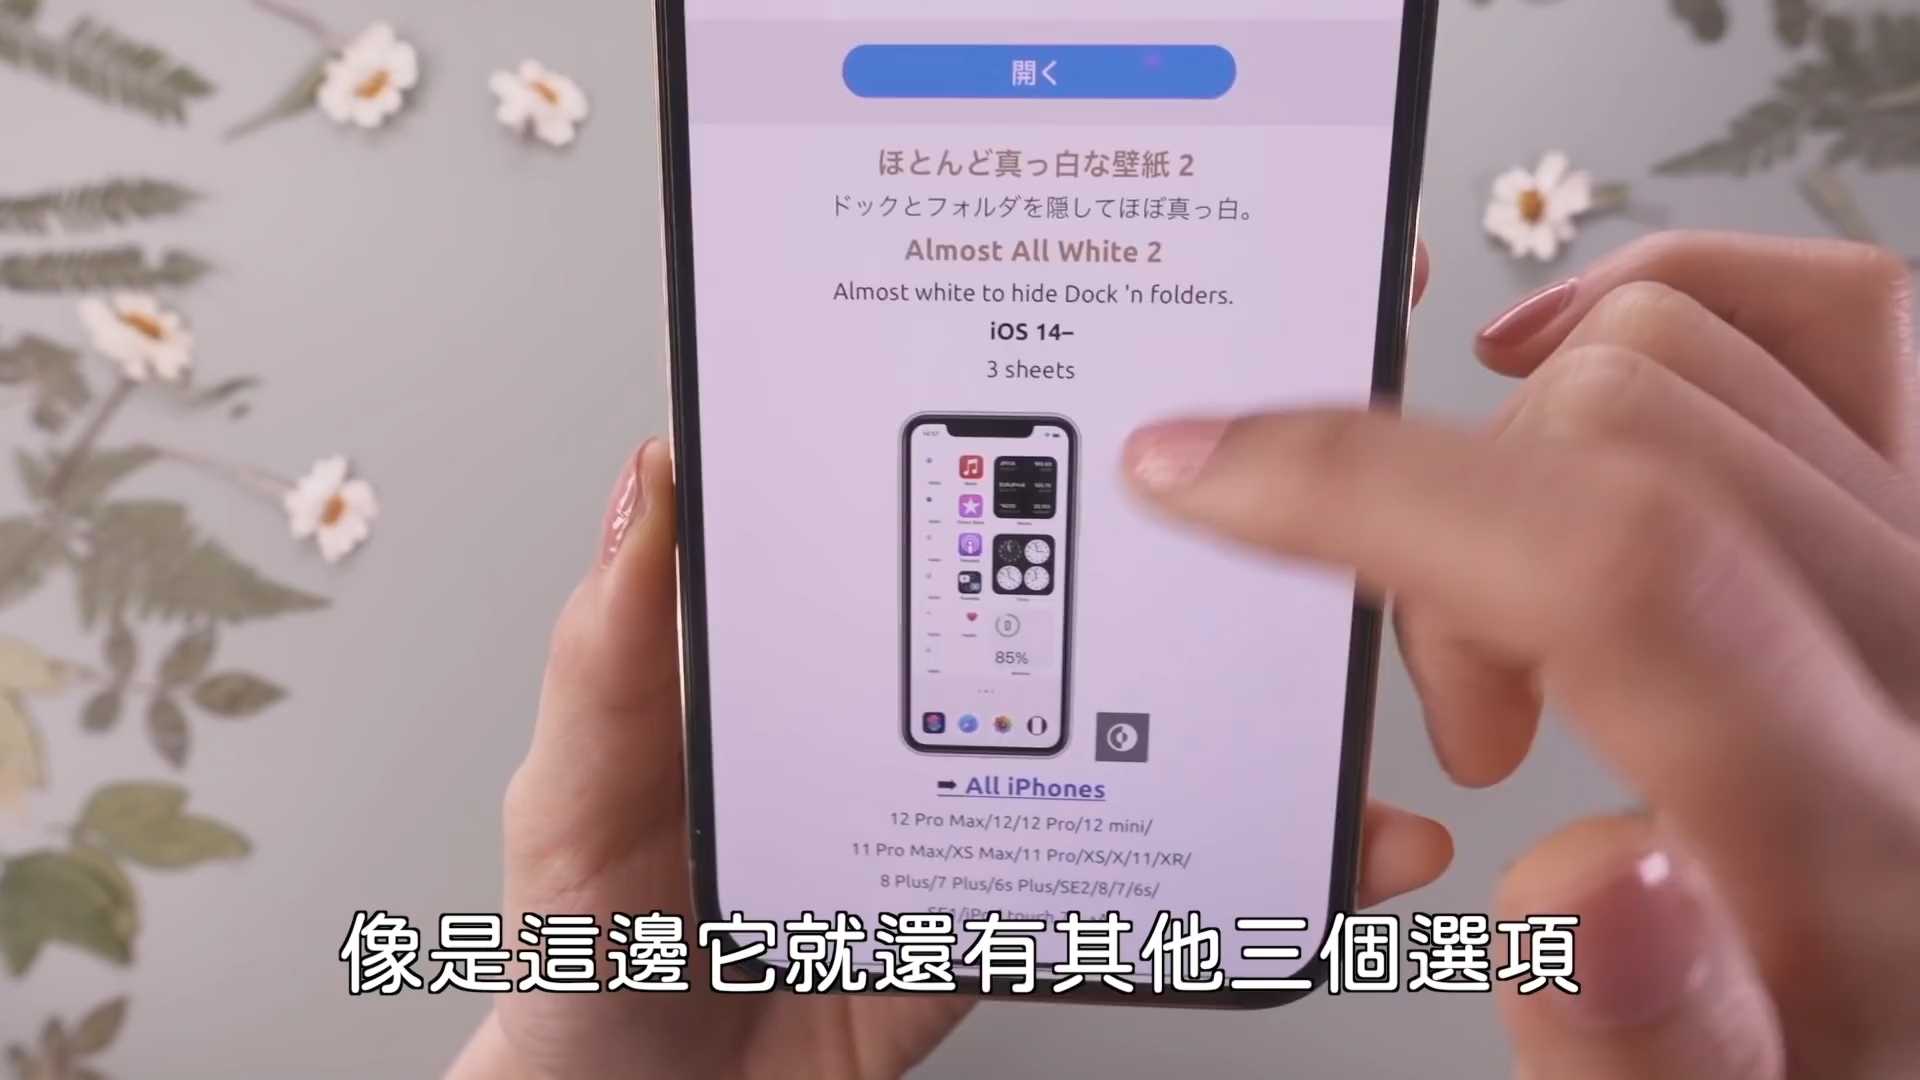 開く
ほとんど真っ白な壁紙 2
ドックとフォルダを隠してほぼ真っ白。
Almost All White 2
Almost white to hide Dock 'n folders.
iOS 14–
3 sheets
85%
➡ All iPhones
12 Pro Max/12/12 Pro/12 mini/
11 Pro Max/XS Max/11 Pro/XS/X/11/XR/
8 Plus/7 Plus/6s Plus/SE2/8/7/6s/
像是這邊它就還有其他三個選項